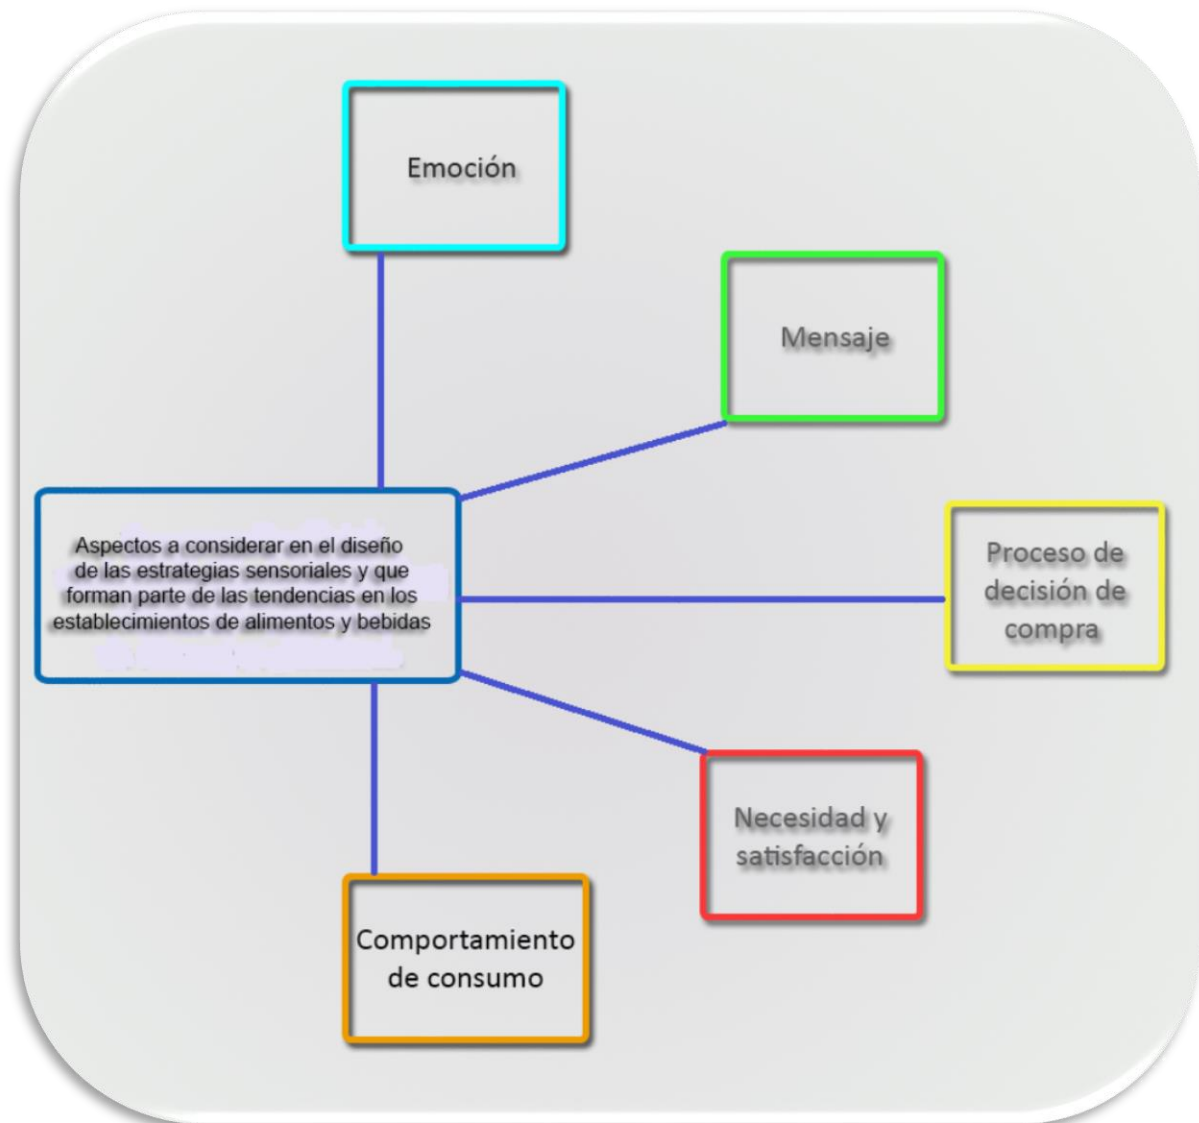 Emoción
Mensaje
Aspectos a considerar en el diseño
de las estrategias sensoriales y que
forman parte de las tendencias en los
establecimientos de alimentos y bebidas
Proceso de
decisión de
compra
Necesidad y
satisfacción
Comportamiento
de consumo